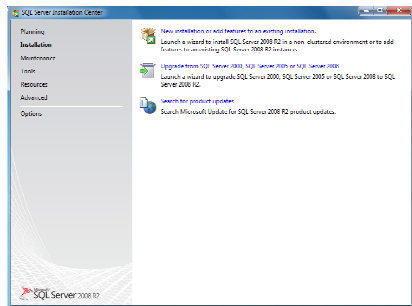 SQL Server Installation Center
Planning
Installation
Maintenance
Tools
Resources
Advanced
Options
New installation or add features to an existing installation.
Launch a wizard to install SQL Server 2008 R2 in a non-clustered environment or to add
features to an existing SQL Server 2008 R2 instance.
Upgrade from SQL Server 2000, SQL Server 2005 or SQL Server 2008
Launch a wizard to upgrade SQL Server 2000, SQL Server 2005 or SQL Server 2008 to SQL
Server 2008 R2.
Search for product updates
Search Microsoft Update for SQL Server 2008 R2 product updates.
Microsoft
SQL Server 2008 R2